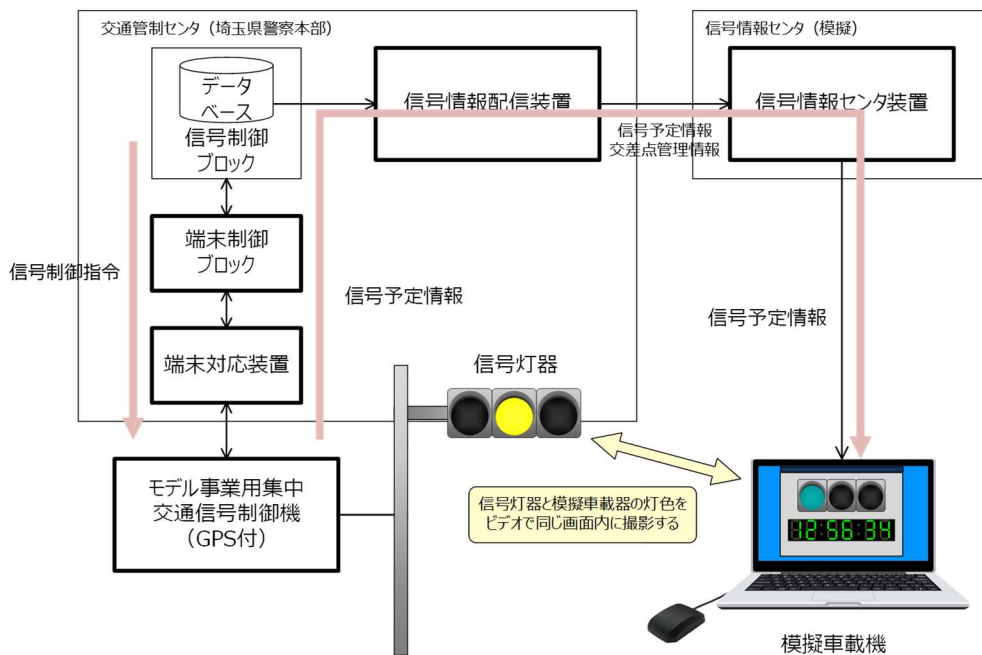 交通管制センタ（埼玉県警察本部）
データ
ベース
信号制御
ブロック
信号情報配信装置
信号情報センタ（模擬）
信号情報センタ装置
信号予定情報
交差点管理情報
端末制御
ブロック
信号制御指令
信号予定情報
信号予定情報
端末対応装置
信号灯器
モデル事業用集中
交通信号制御機
（GPS付）
信号灯器と模擬車載器の灯色を
ビデオで同じ画面内に撮影する
12:56:34
模擬車載機